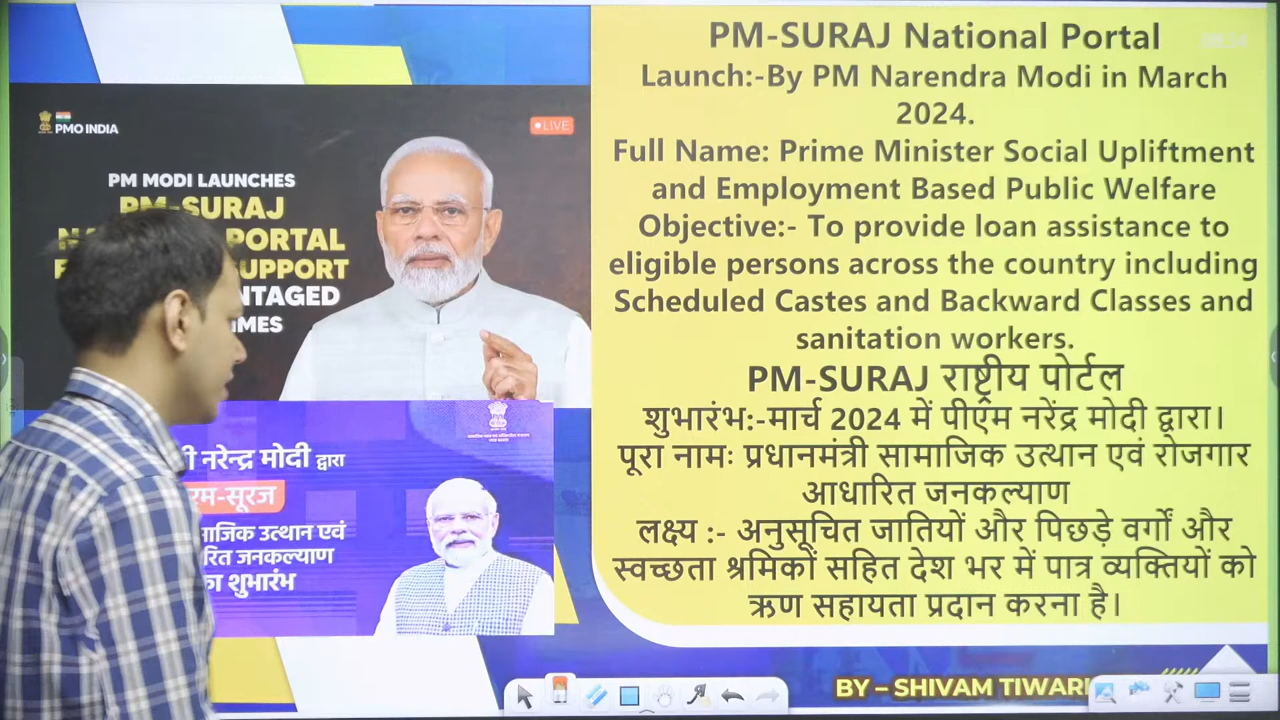 PMO INDIA
LIVE
PM MODI LAUNCHES
PM-SURAJ
PORTAL
UPPORT
NTAGED
PM-SURAJ National Portal
Launch:-By PM Narendra Modi in March
2024.
Full Name: Prime Minister Social Upliftment
and Employment Based Public Welfare
Objective:- To provide loan assistance to
eligible persons across the country including
Scheduled Castes and Backward Classes and
sanitation workers.
PM-SURAJ राष्ट्रीय पोर्टल
शुभारंभ:-मार्च 2024 में पीएम नरेंद्र मोदी द्वारा।
पूरा नामः प्रधानमंत्री सामाजिक उत्थान एवं रोजगार
आधारित जनकल्याण
लक्ष्य :- अनुसूचित जातियों और पिछड़े वर्गों और
स्वच्छता श्रमिकों सहित देश भर में पात्र व्यक्तियों को
ऋण सहायता प्रदान करना है।
नरेन्द्र मोदी द्वारा
एम-सूरज
माजिक उत्थान एवं
रित जनकल्याण
का शुभारंभ
BY – SHIVAM TIWARI